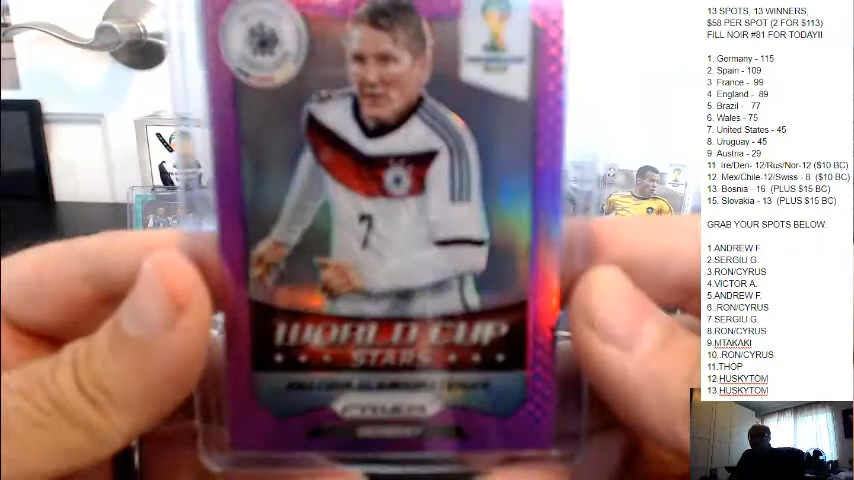 7
WORLD CUP
STARS
PRIZM
13 SPOTS, 13 WINNERS,
$58 PER SPOT (2 FOR $113)
FILL NOIR #81 FOR TODAY!!
1. Germany - 115
2. Spain - 109
3  France - 99
4. England - 89
5. Brazil - 77
6. Wales - 75
7. United States - 45
8. Uruguay - 45
9  Austria - 29
11. Ire/Den- 12/Rus/Nor-12 ($10 BC)
12. Mex/Chile-12/Swiss - 8 ($10 BC)
13. Bosnia - 16 (PLUS $15 BC)
15. Slovakia - 13 (PLUS $15 BC)
GRAB YOUR SPOTS BELOW.
1 ANDREW F
2.SERGIU G.
3.RON/CYRUS
4.VICTOR A.
5.ANDREW F.
6..RON/CYRUS
7 SERGIU G.
8.RON/CYRUS
9.MTAKAKI
10..RON/CYRUS
11.THOP
12.HUSKYTOM
13.HUSKYTOM